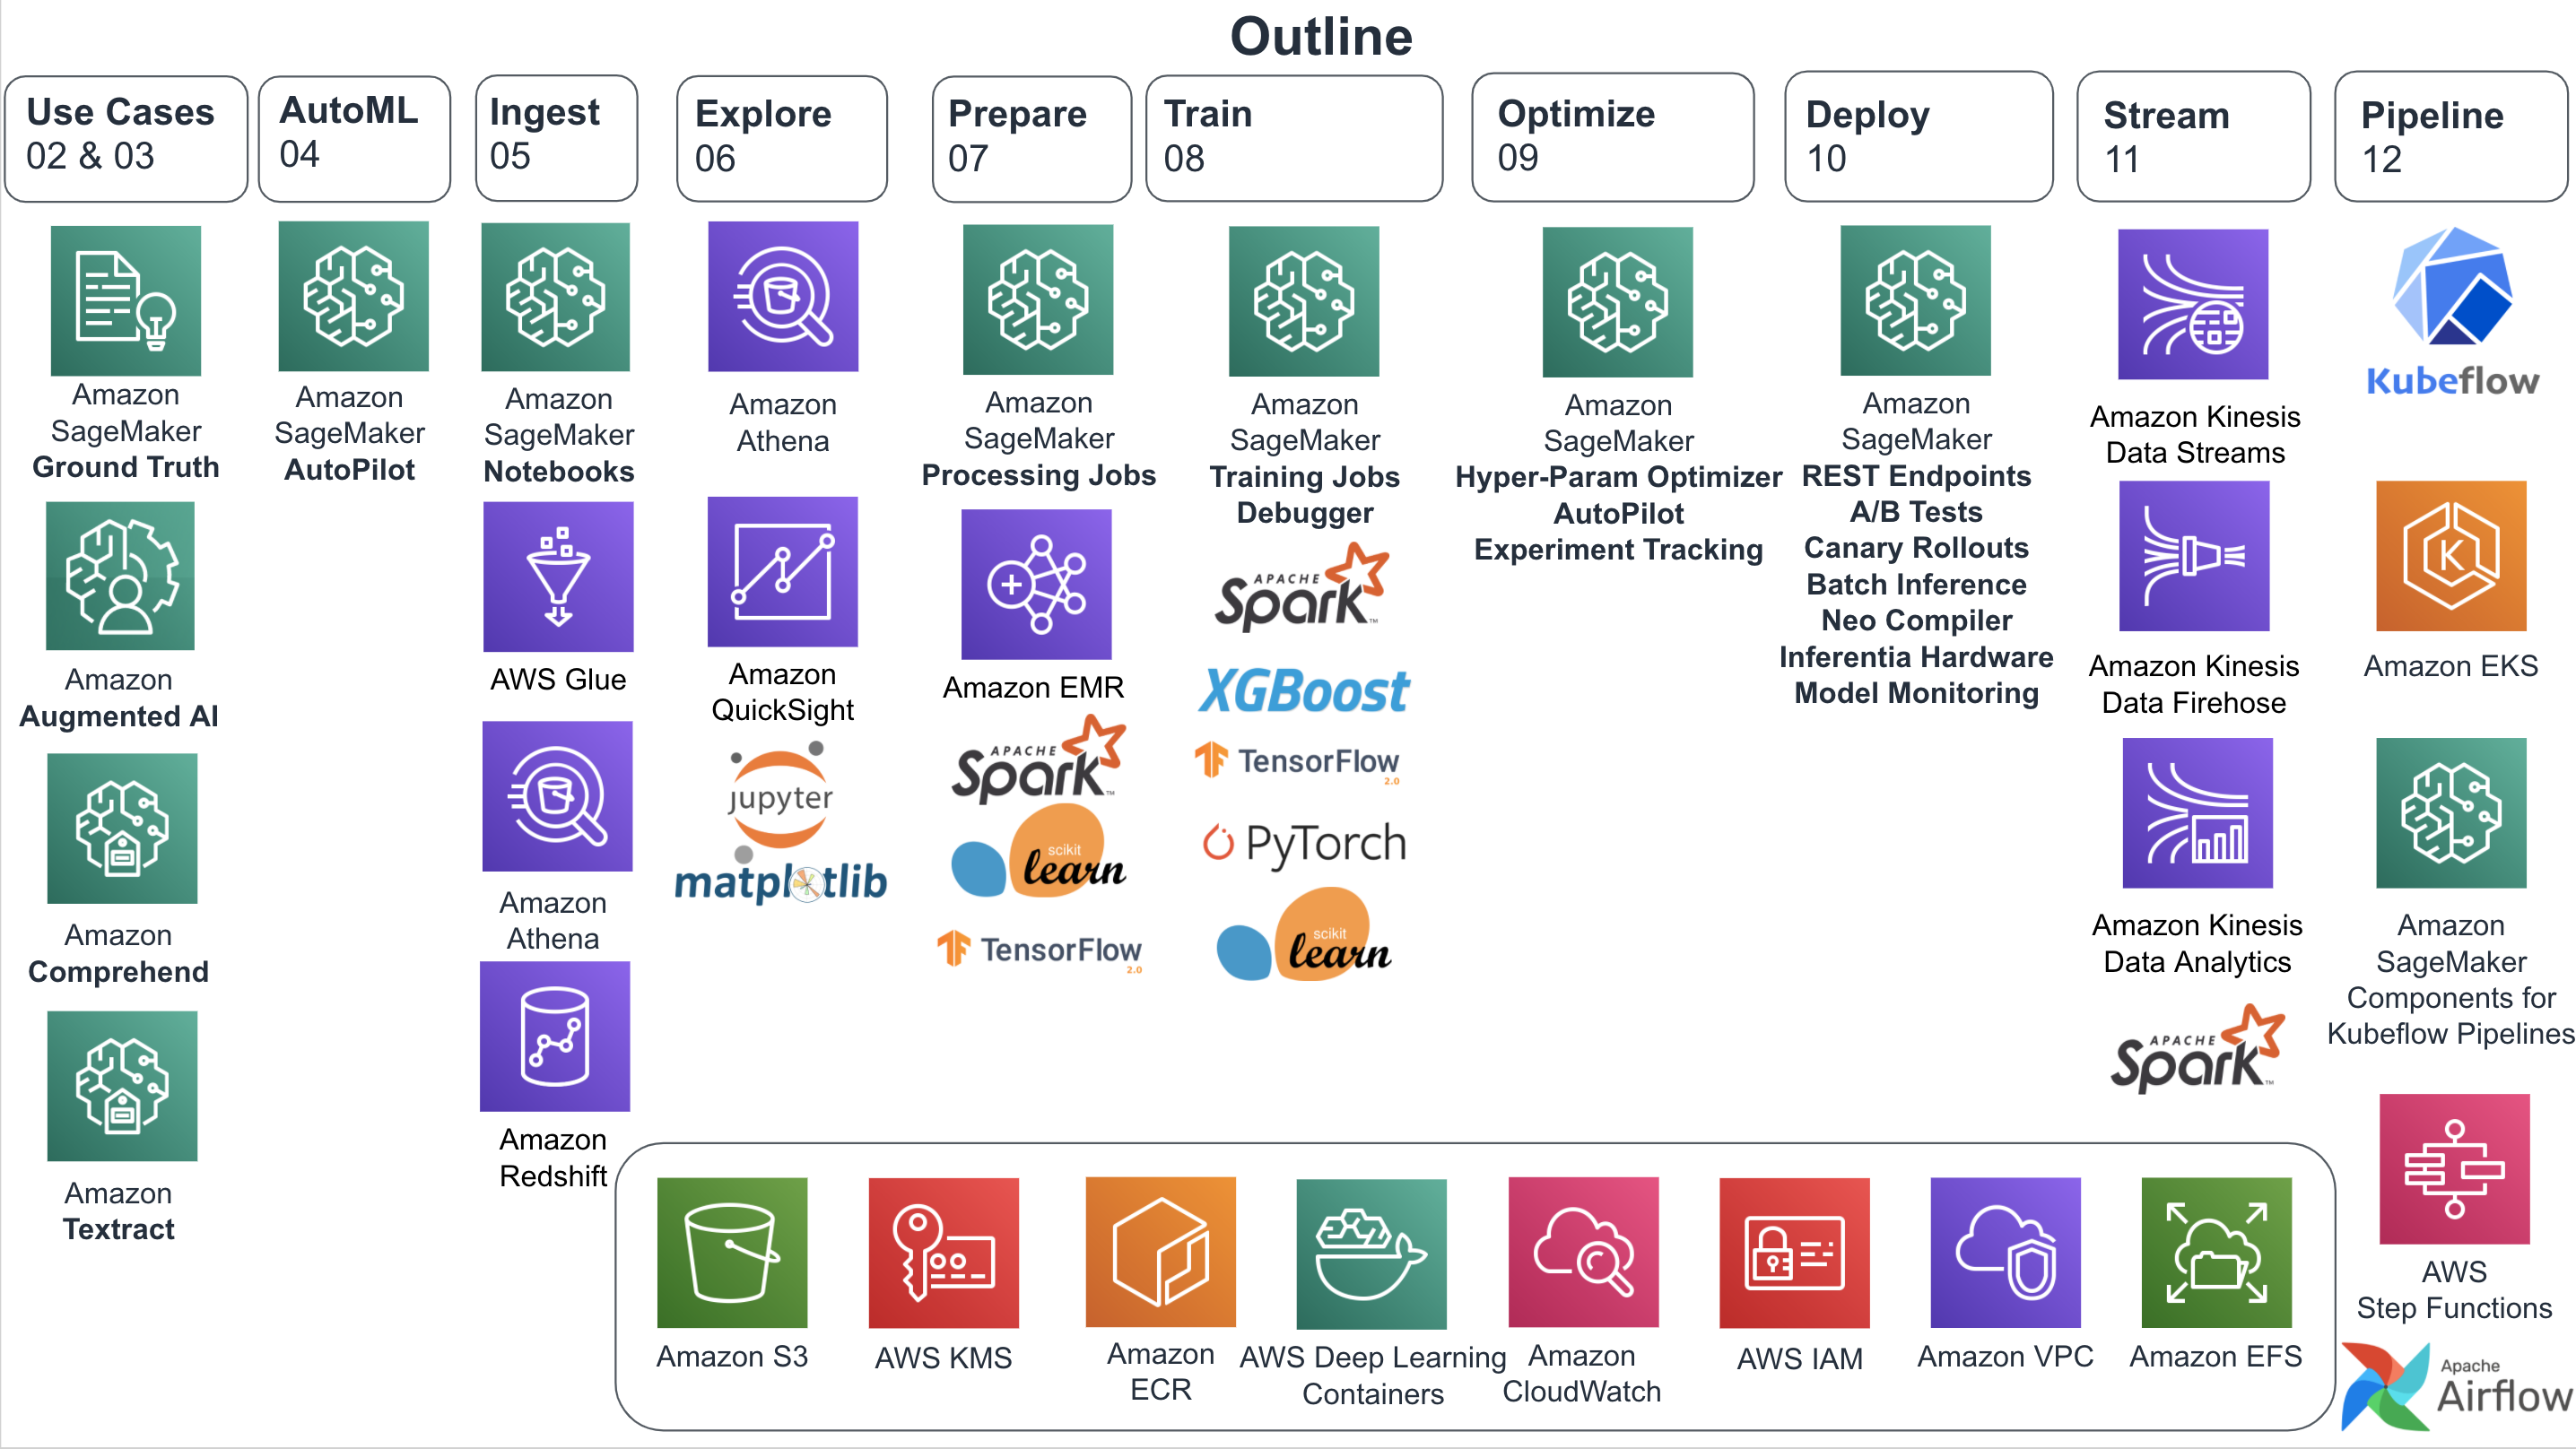 Outline
Use Cases
02 & 03
AutoML
04
Ingest
05
Explore
06
Prepare
07
Train
08
Optimize
09
Deploy
10
Stream
11
Pipeline
12
Amazon
SageMaker
Ground Truth
Amazon
Augmented AI
Amazon
Comprehend
Amazon
Textract
Amazon
SageMaker
AutoPilot
Amazon
SageMaker
Notebooks
AWS Glue
Amazon
Athena
Amazon
Redshift
Amazon
Athena
Amazon
QuickSight
jupyter
matplotlib
Amazon
SageMaker
Processing Jobs
Amazon EMR
APACHE
Spark™
scikit
learn
TensorFlow
2.0
Amazon
SageMaker
Training Jobs
Debugger
APACHE
Spark™
XGBoost
TensorFlow
2.0
PyTorch
scikit
learn
Amazon
SageMaker
Hyper-Param Optimizer
AutoPilot
Experiment Tracking
Amazon
SageMaker
REST Endpoints
A/B Tests
Canary Rollouts
Batch Inference
Neo Compiler
Inferentia Hardware
Model Monitoring
Amazon Kinesis
Data Streams
Amazon Kinesis
Data Firehose
Amazon Kinesis
Data Analytics
APACHE
Spark™
Kubeflow
K
Amazon EKS
Amazon
SageMaker
Components for
Kubeflow Pipelines
AWS
Step Functions
Apache
Airflow
Amazon S3
AWS KMS
Amazon
ECR
AWS Deep Learning
Containers
Amazon
CloudWatch
AWS IAM
Amazon VPC
Amazon EFS